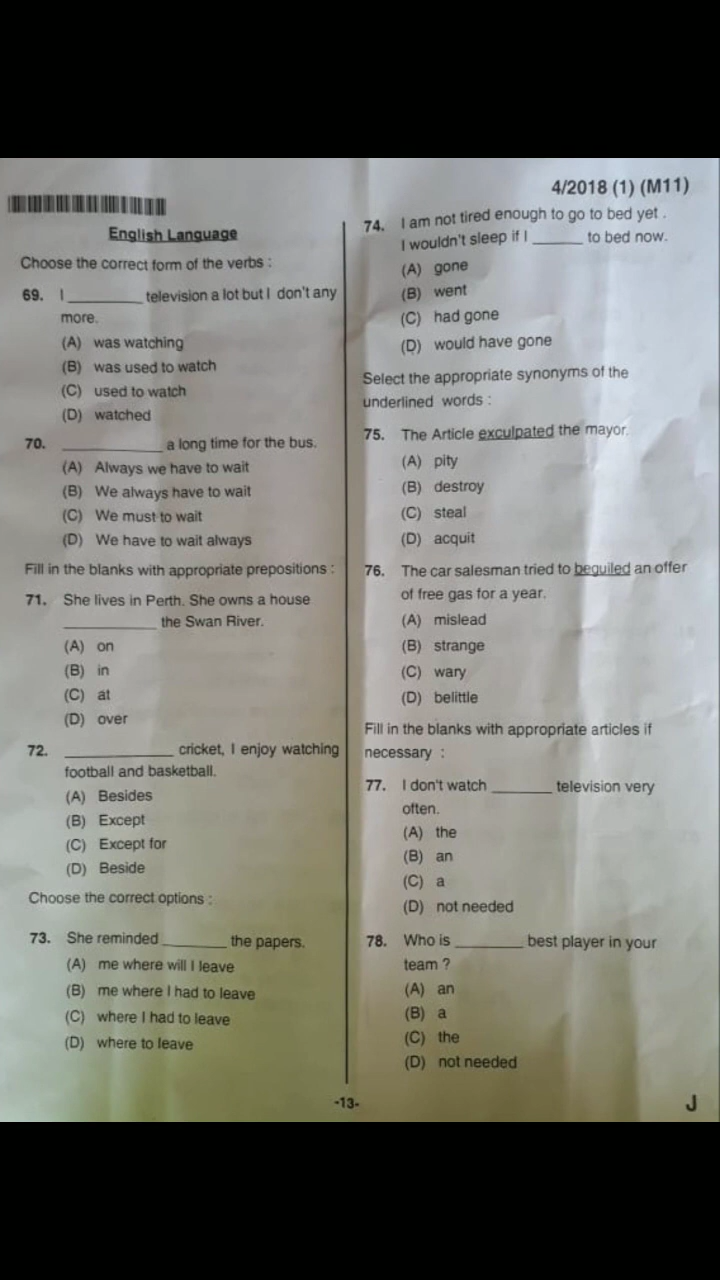 4/2018 (1) (M11)
English Language
Choose the correct form of the verbs :
69. I ________ television a lot but I don't any
more.
(A) was watching
(B) was used to watch
(C) used to watch
(D) watched
70. __________ a long time for the bus.
(A) Always we have to wait
(B) We always have to wait
(C) We must to wait
(D) We have to wait always
Fill in the blanks with appropriate prepositions :
71. She lives in Perth. She owns a house
__________ the Swan River.
(A) on
(B) in
(C) at
(D) over
72. ___________ cricket, I enjoy watching
football and basketball.
(A) Besides
(B) Except
(C) Except for
(D) Beside
Choose the correct options :
73. She reminded _______ the papers.
(A) me where will I leave
(B) me where I had to leave
(C) where I had to leave
(D) where to leave
74. I am not tired enough to go to bed yet .
I wouldn't sleep if I ______ to bed now.
(A) gone
(B) went
(C) had gone
(D) would have gone
Select the appropriate synonyms of the
underlined words :
75. The Article exculpated the mayor.
(A) pity
(B) destroy
(C) steal
(D) acquit
76. The car salesman tried to beguiled an offer
of free gas for a year.
(A) mislead
(B) strange
(C) wary
(D) belittle
Fill in the blanks with appropriate articles if
necessary :
77. I don't watch ______ television very
often.
(A) the
(B) an
(C) a
(D) not needed
78. Who is _______ best player in your
team ?
(A) an
(B) a
(C) the
(D) not needed
-13-
J